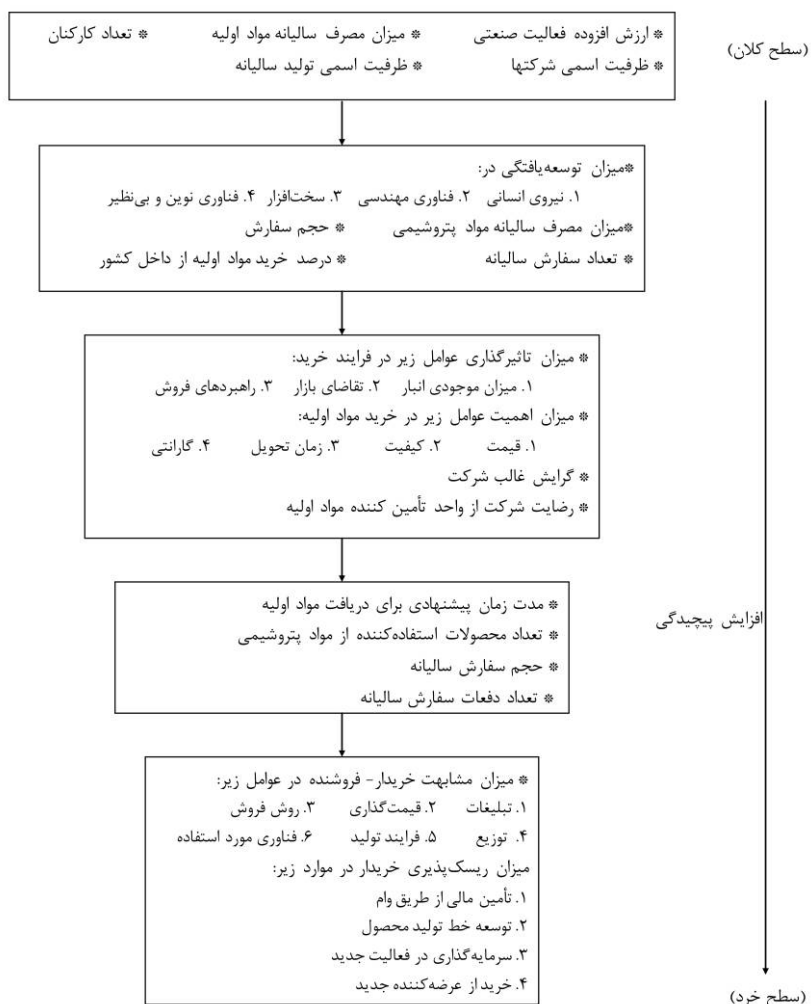 (سطح کلان)
* ارزش افزوده فعالیت صنعتی * میزان مصرف سالیانه مواد اولیه * تعداد کارکنان
* ظرفیت اسمی شرکتها * ظرفیت اسمی تولید سالیانه
*میزان توسعه‌یافتگی در:
۱. نیروی انسانی ۲. فناوری مهندسی ۳. سخت‌افزار ۴. فناوری نوین و بی‌نظیر
*میزان مصرف سالیانه مواد پتروشیمی * حجم سفارش
* تعداد سفارش سالیانه * درصد خرید مواد اولیه از داخل کشور
* میزان تاثیرگذاری عوامل زیر در فرایند خرید:
۱. میزان موجودی انبار ۲. تقاضای بازار ۳. راهبردهای فروش
* میزان اهمیت عوامل زیر در خرید مواد اولیه:
۱. قیمت ۲. کیفیت ۳. زمان تحویل ۴. گارانتی
* گرایش غالب شرکت
* رضایت شرکت از واحد تأمین کننده مواد اولیه
* مدت زمان پیشنهادی برای دریافت مواد اولیه
* تعداد محصولات استفاده‌کننده از مواد پتروشیمی
* حجم سفارش سالیانه
* تعداد دفعات سفارش سالیانه
افزایش پیچیدگی
* میزان مشابهت خریدار- فروشنده در عوامل زیر:
۱. تبلیغات ۲. قیمت‌گذاری ۳. روش فروش
۴. توزیع ۵. فرایند تولید ۶. فناوری مورد استفاده
میزان ریسک‌پذیری خریدار در موارد زیر:
۱. تأمین مالی از طریق وام
۲. توسعه خط تولید محصول
۳. سرمایه‌گذاری در فعالیت جدید
۴. خرید از عرضه‌کننده جدید
(سطح خرد)